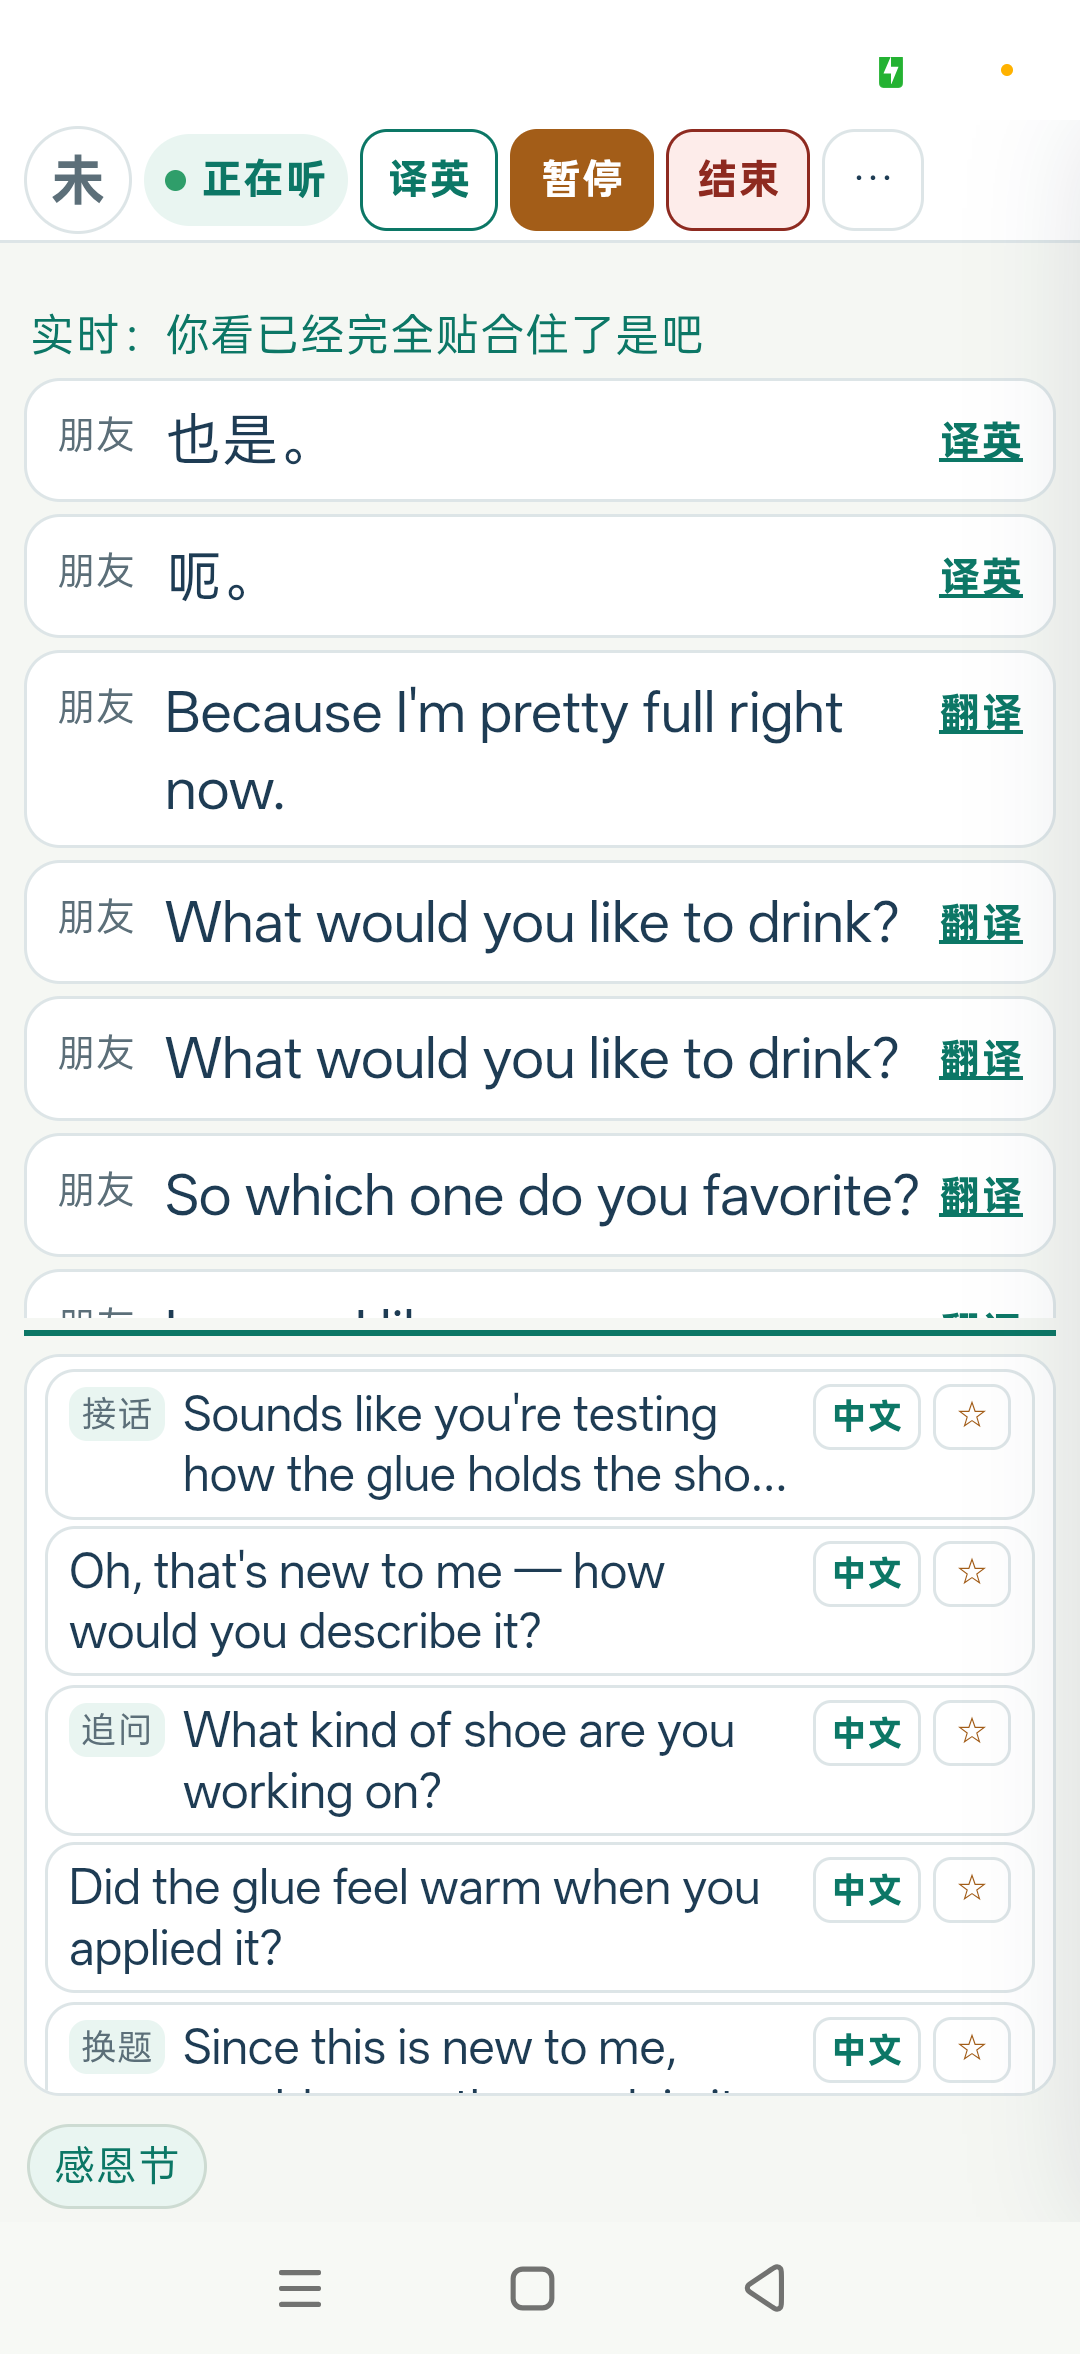 未 正在听 译英 暂停 结束 ...
实时：你看已经完全贴合住了是吧
朋友 也是。 译英
朋友 呃。 译英
朋友 Because I'm pretty full right 翻译
now.
朋友 What would you like to drink? 翻译
朋友 What would you like to drink? 翻译
朋友 So which one do you favorite? 翻译
接话 Sounds like you're testing 中文 ☆
how the glue holds the sho...
Oh, that's new to me — how 中文 ☆
would you describe it?
追问 What kind of shoe are you 中文 ☆
working on?
Did the glue feel warm when you 中文 ☆
applied it?
换题 Since this is new to me, 中文 ☆
感恩节